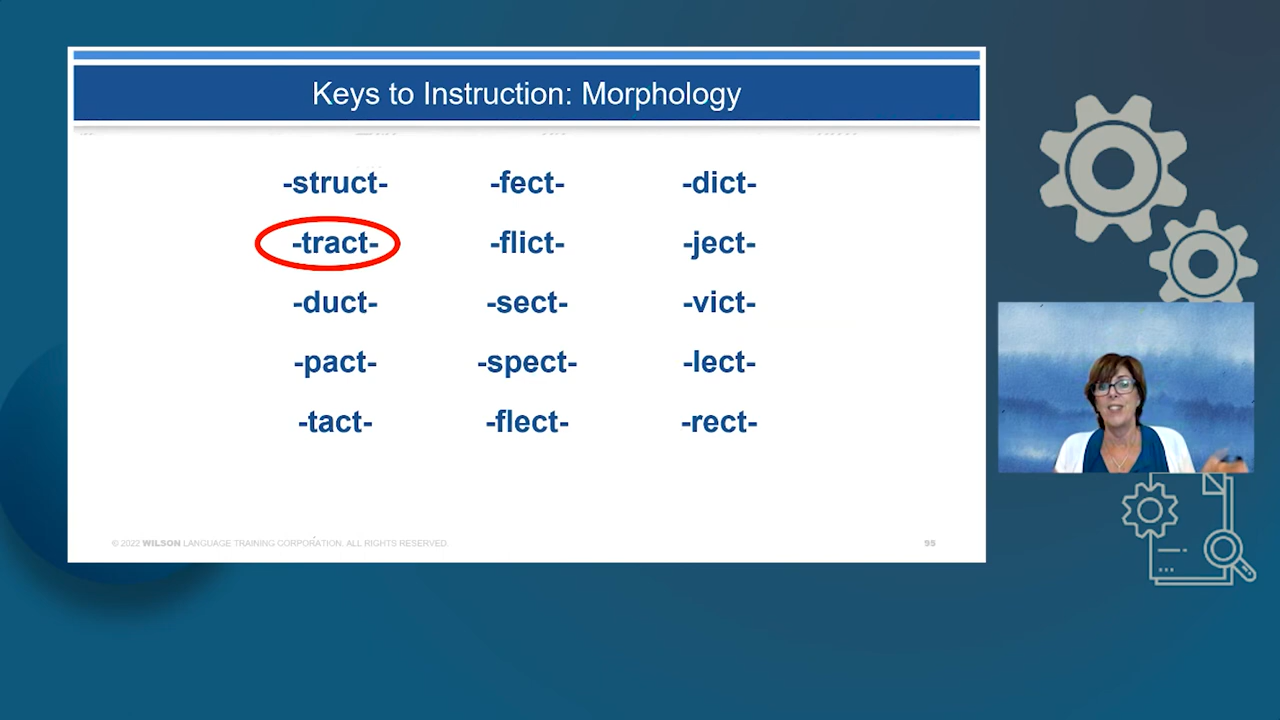 Keys to Instruction: Morphology
-struct- -fect- -dict-
-tract- -flict- -ject-
-duct- -sect- -vict-
-pact- -spect- -lect-
-tact- -flect- -rect-
© 2022 WILSON LANGUAGE TRAINING CORPORATION. ALL RIGHTS RESERVED. 95